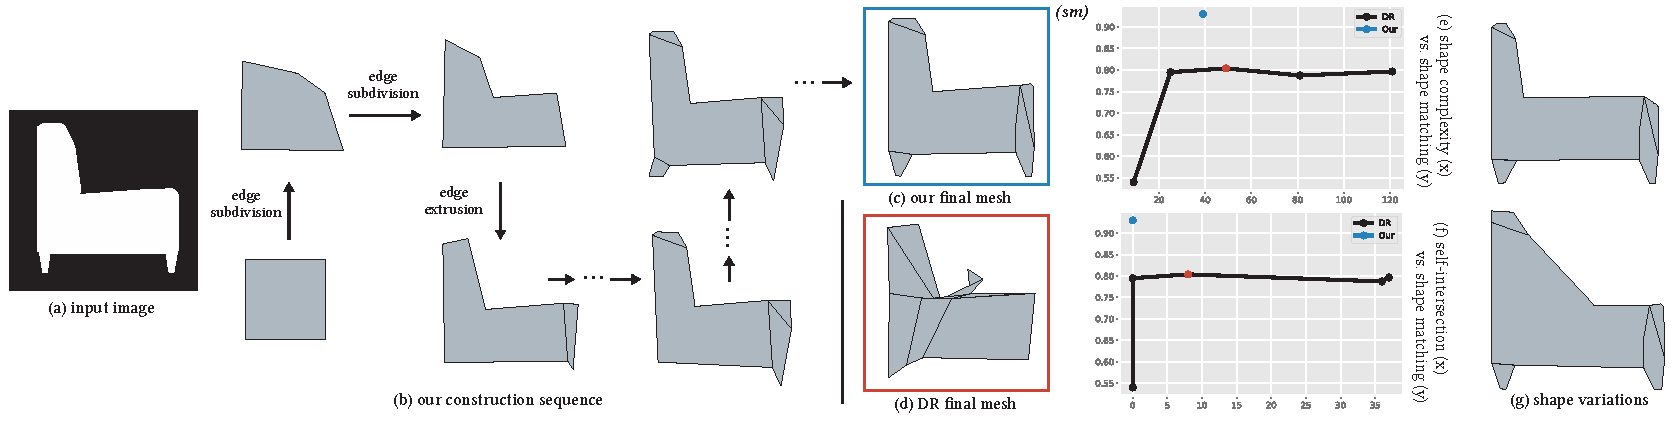 (a) input image
edge
subdivision
edge
subdivision
edge
extrusion
(b) our construction sequence
(c) our final mesh
(d) DR final mesh
(sm)
DR
Our
0.90
0.85
0.80
0.75
0.70
0.65
0.60
0.55
20
40
60
80
100
120
(e) shape complexity (x)
vs. shape matching (y)
DR
Our
0.90
0.85
0.80
0.75
0.70
0.65
0.60
0.55
0
5
10
15
20
25
30
35
(f) self-intersection (x)
vs. shape matching (y)
(g) shape variations